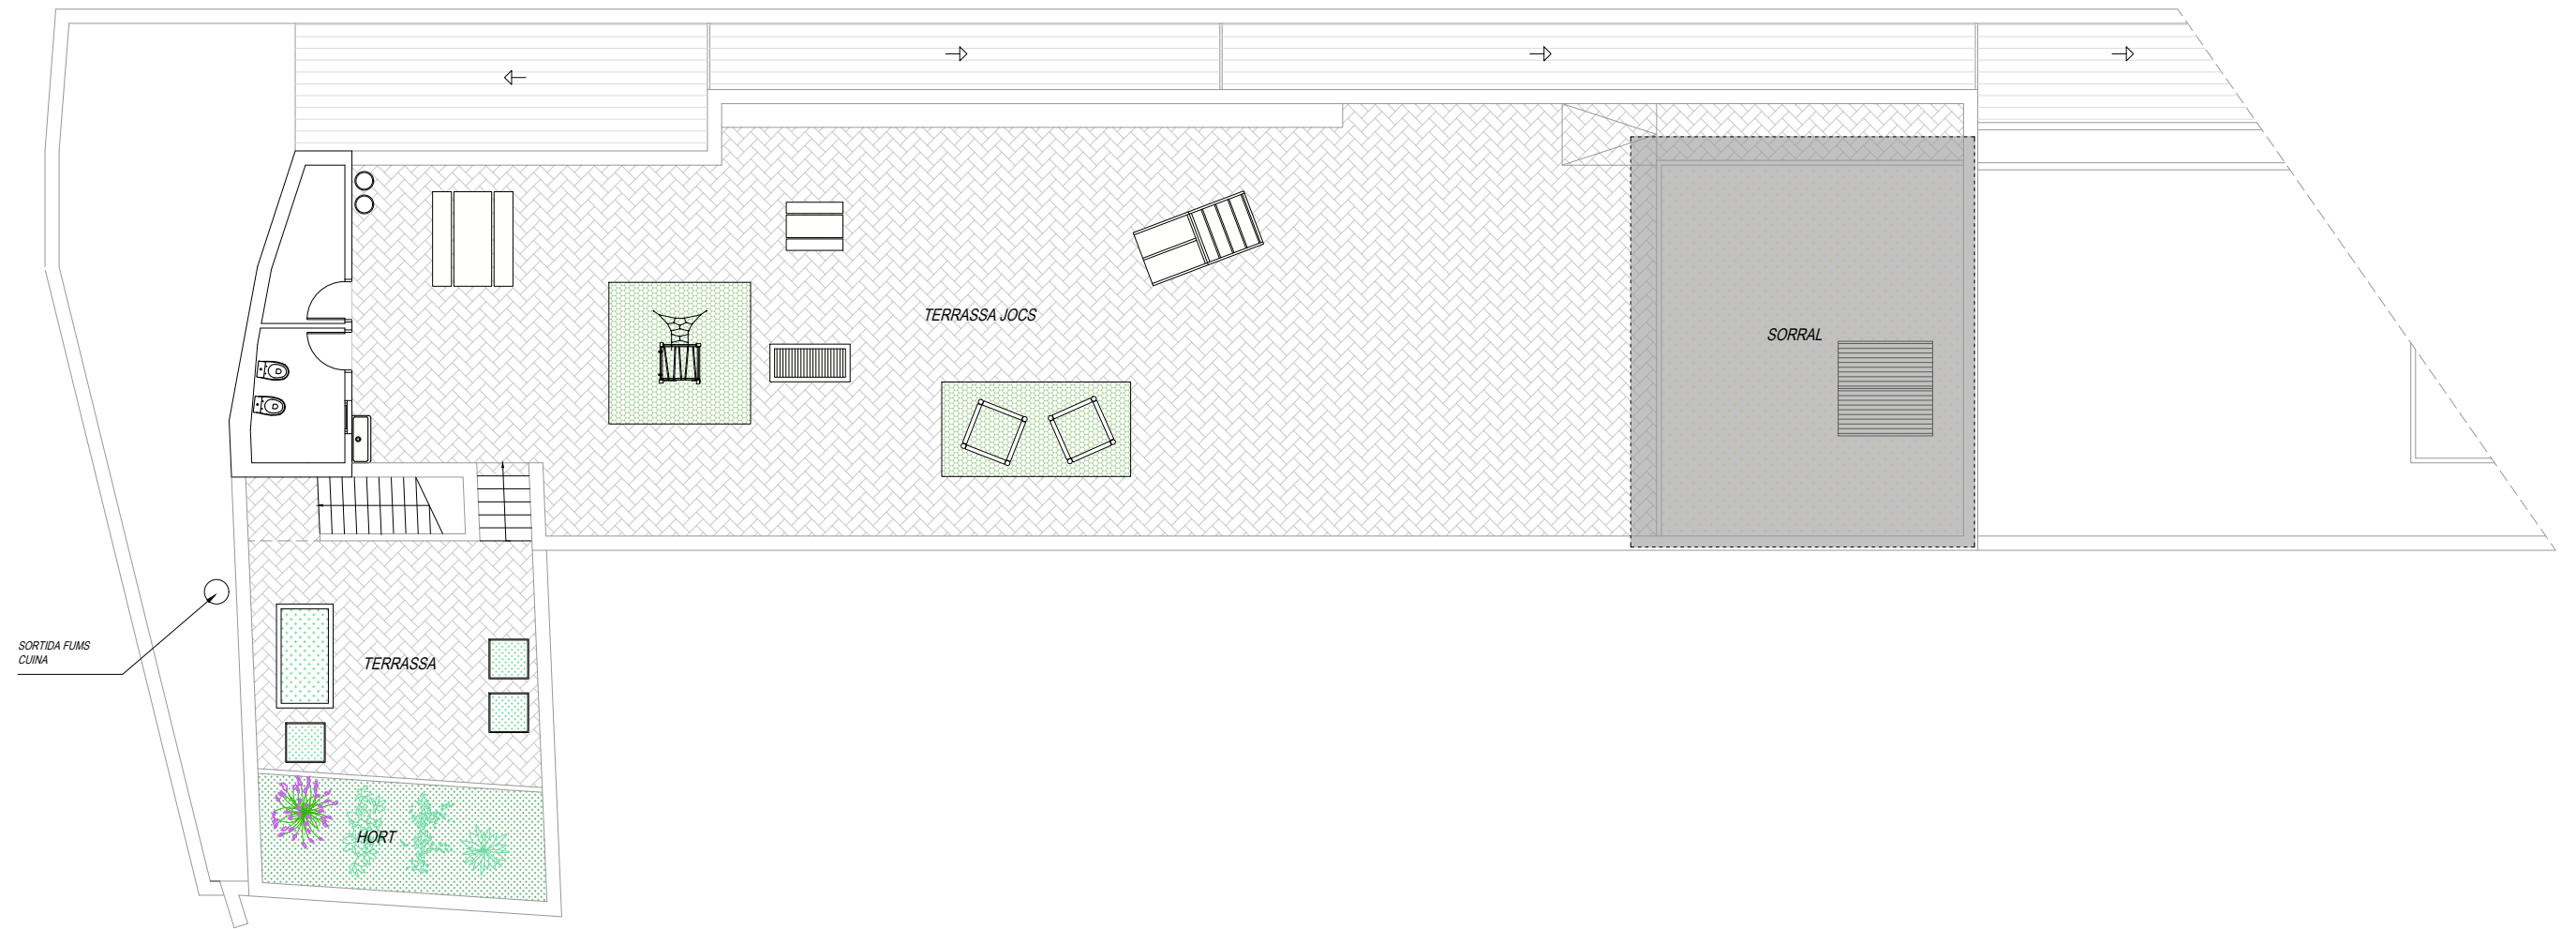 TERRASSA JOCS
SORRAL
SORTIDA FUMS
CUINA
TERRASSA
HORT